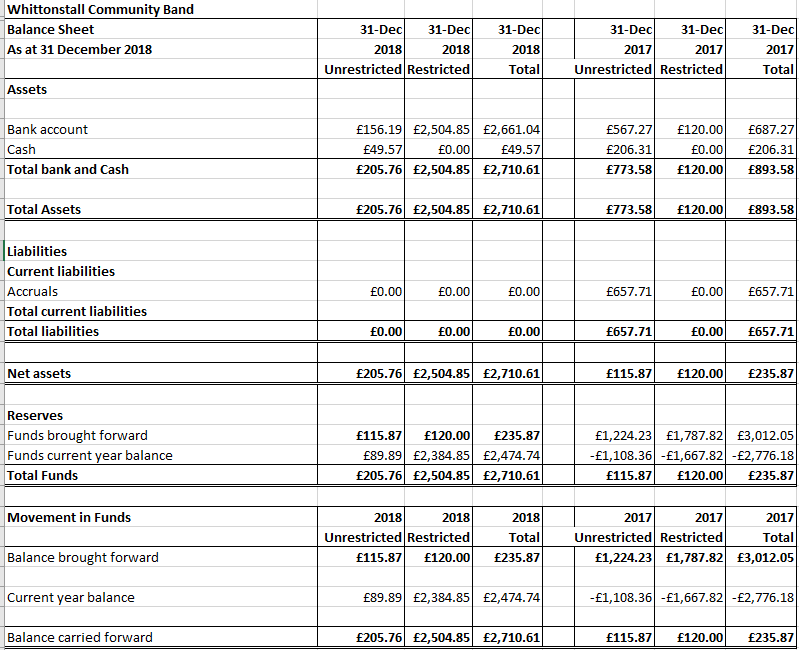 Whittonstall Community Band
Balance Sheet 31-Dec 31-Dec 31-Dec 31-Dec 31-Dec 31-Dec
As at 31 December 2018 2018 2018 2018 2017 2017 2017
Unrestricted Restricted Total Unrestricted Restricted Total
Assets
Bank account £156.19 £2,504.85 £2,661.04 £567.27 £120.00 £687.27
Cash £49.57 £0.00 £49.57 £206.31 £0.00 £206.31
Total bank and Cash £205.76 £2,504.85 £2,710.61 £773.58 £120.00 £893.58
Total Assets £205.76 £2,504.85 £2,710.61 £773.58 £120.00 £893.58
Liabilities
Current liabilities
Accruals £0.00 £0.00 £0.00 £657.71 £0.00 £657.71
Total current liabilities
Total liabilities £0.00 £0.00 £0.00 £657.71 £0.00 £657.71
Net assets £205.76 £2,504.85 £2,710.61 £115.87 £120.00 £235.87
Reserves
Funds brought forward £115.87 £120.00 £235.87 £1,224.23 £1,787.82 £3,012.05
Funds current year balance £89.89 £2,384.85 £2,474.74 -£1,108.36 -£1,667.82 -£2,776.18
Total Funds £205.76 £2,504.85 £2,710.61 £115.87 £120.00 £235.87
Movement in Funds 2018 2018 2018 2017 2017 2017
Unrestricted Restricted Total Unrestricted Restricted Total
Balance brought forward £115.87 £120.00 £235.87 £1,224.23 £1,787.82 £3,012.05
Current year balance £89.89 £2,384.85 £2,474.74 -£1,108.36 -£1,667.82 -£2,776.18
Balance carried forward £205.76 £2,504.85 £2,710.61 £115.87 £120.00 £235.87